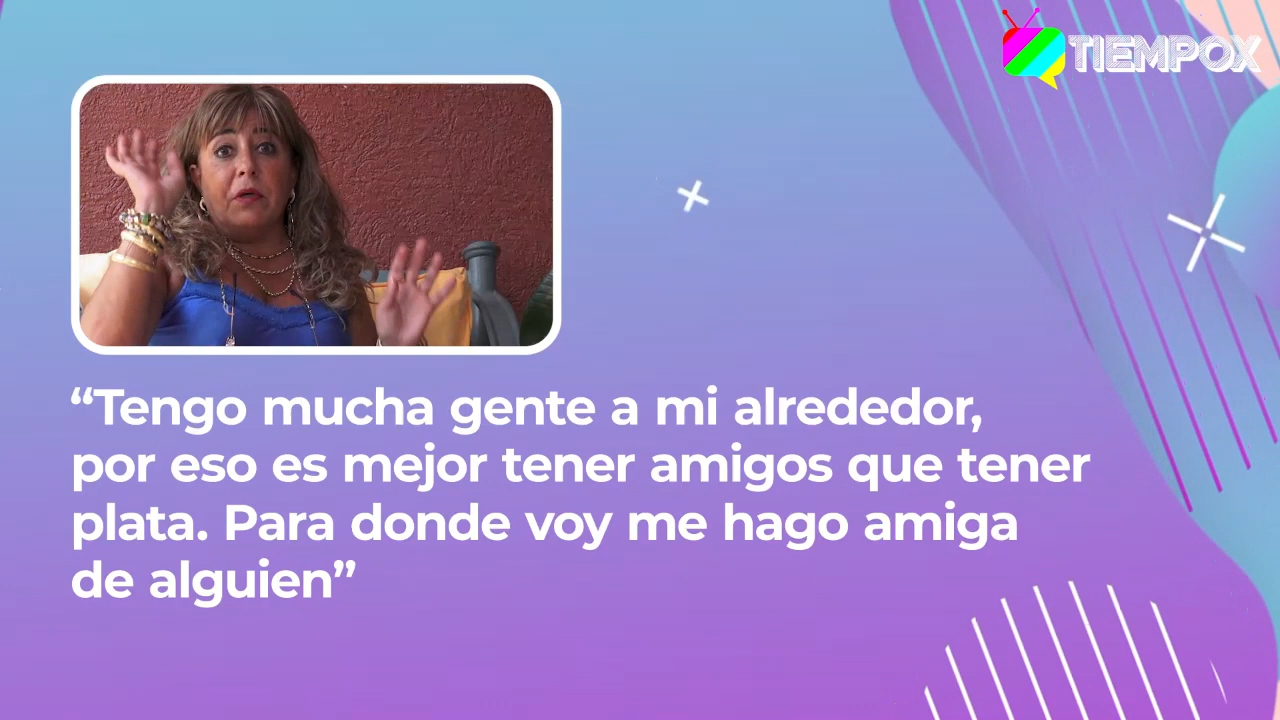 TIEMPOX
“Tengo mucha gente a mi alrededor,
por eso es mejor tener amigos que tener
plata. Para donde voy me hago amiga
de alguien”